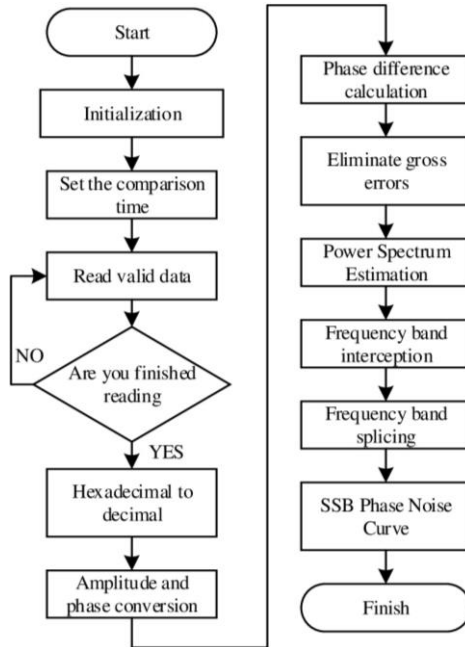 Start
Initialization
Set the comparison
time
Read valid data
NO
Are you finished
reading
YES
Hexadecimal to
decimal
Amplitude and
phase conversion
Phase difference
calculation
Eliminate gross
errors
Power Spectrum
Estimation
Frequency band
interception
Frequency band
splicing
SSB Phase Noise
Curve
Finish